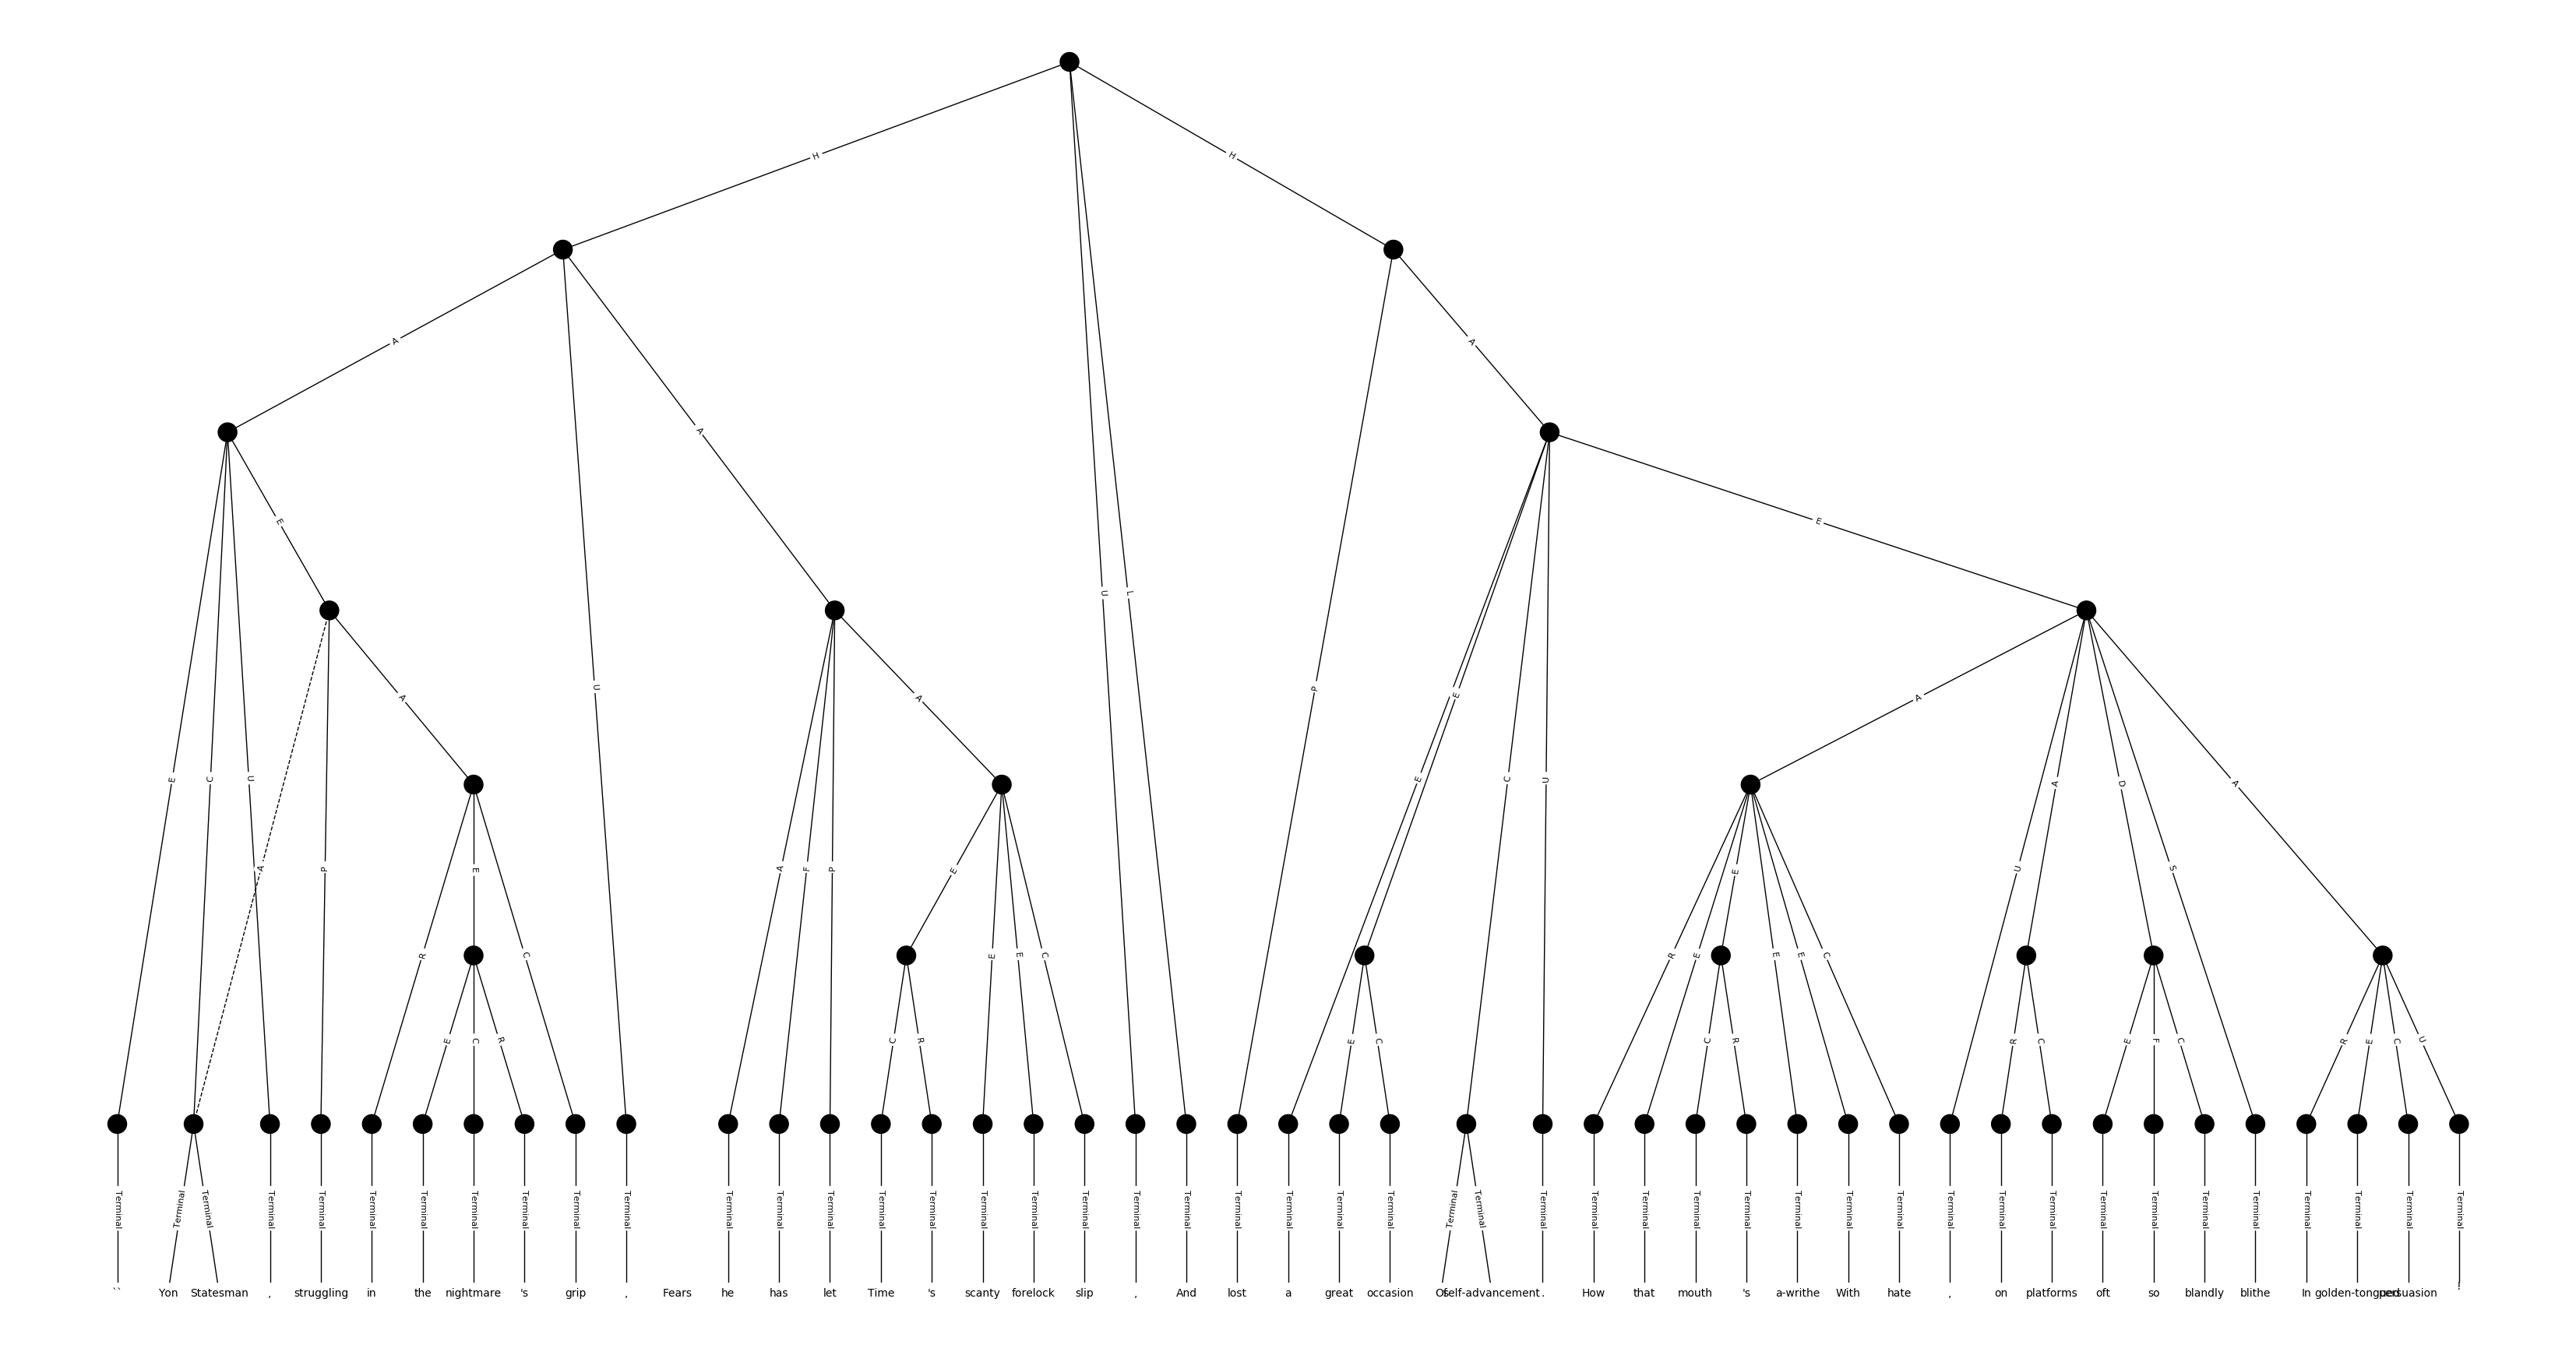 H H
A A
A E
E U L
A A A
P E E
E C U C U A D A
A P E A F P E U S
R C E E C R E E E E C
E C R C R E C C R R C E F C R E C U
Terminal Terminal Terminal Terminal Terminal Terminal Terminal Terminal Terminal Terminal Terminal Terminal Terminal Terminal Terminal Terminal Terminal Terminal Terminal Terminal Terminal Terminal Terminal Terminal Terminal Terminal Terminal Terminal Terminal Terminal Terminal Terminal Terminal Terminal Terminal Terminal Terminal Terminal Terminal Terminal Terminal Terminal Terminal Terminal Terminal Terminal
`` Yon Statesman , struggling in the nightmare 's grip , Fears he has let Time 's scanty forelock slip , And lost a great occasion Of self-advancement . How that mouth 's a-writhe With hate , on platforms oft so blandly blithe In golden-tongued persuasion !